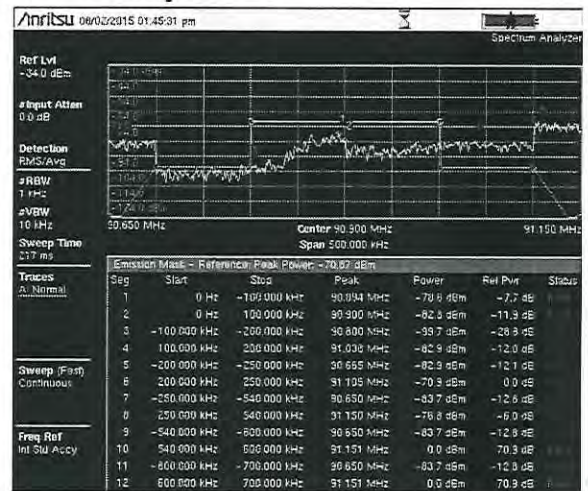 Anritsu 08/02/2015 01:45:31 pm
Spectrum Analyzer
Ref Lvl
-34.0 dBm
#Input Atten
0.0 dB
Detection
RMS/Avg
#RBW
1 kHz
#VBW
10 kHz
Sweep Time
217 ms
Traces
A: Normal
Sweep (Fast)
Continuous
Freq Ref
Int Std Accy
90.650 MHz
Center 90.900 MHz
91.150 MHz
Span 500.000 kHz
Emission Mask - Reference: Peak Power: -70.87 dBm
Seg Start Stop Peak Power Rel Pwr Status
1 0 Hz -100.000 kHz 90.894 MHz -78.6 dBm -7.7 dB
2 0 Hz 100.000 kHz 90.900 MHz -82.8 dBm -11.9 dB
3 -100.000 kHz -200.000 kHz 90.800 MHz -99.7 dBm -28.8 dB
4 100.000 kHz 200.000 kHz 91.038 MHz -82.9 dBm -12.0 dB
5 -200.000 kHz -250.000 kHz 90.665 MHz -82.9 dBm -12.1 dB
6 200.000 kHz 250.000 kHz 91.105 MHz -70.9 dBm 0.0 dB
7 -250.000 kHz -540.000 kHz 90.650 MHz -83.7 dBm -12.8 dB
8 250.000 kHz 540.000 kHz 91.150 MHz -76.8 dBm -6.0 dB
9 -540.000 kHz -600.000 kHz 90.650 MHz -83.7 dBm -12.8 dB
10 540.000 kHz 600.000 kHz 91.151 MHz 0.0 dBm 70.9 dB
11 -600.000 kHz -700.000 kHz 90.650 MHz -83.7 dBm -12.8 dB
12 600.000 kHz 700.000 kHz 91.151 MHz 0.0 dBm 70.9 dB